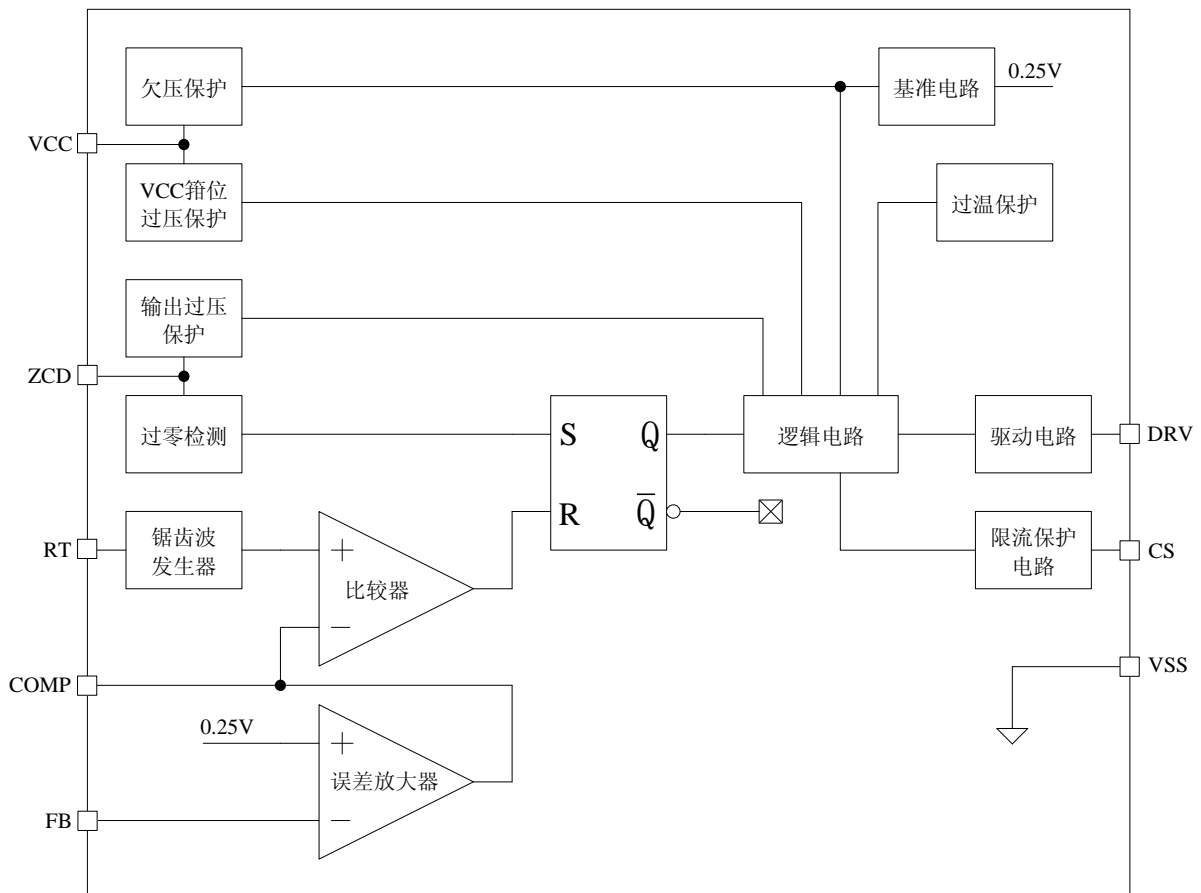 欠压保护
基准电路
0.25V
VCC
VCC箝位
过压保护
过温保护
输出过压
保护
ZCD
过零检测
S
Q
逻辑电路
驱动电路
DRV
R
Q̅
RT
锯齿波
发生器
+
比较器
−
限流保护
电路
CS
COMP
VSS
0.25V
+
误差放大器
−
FB